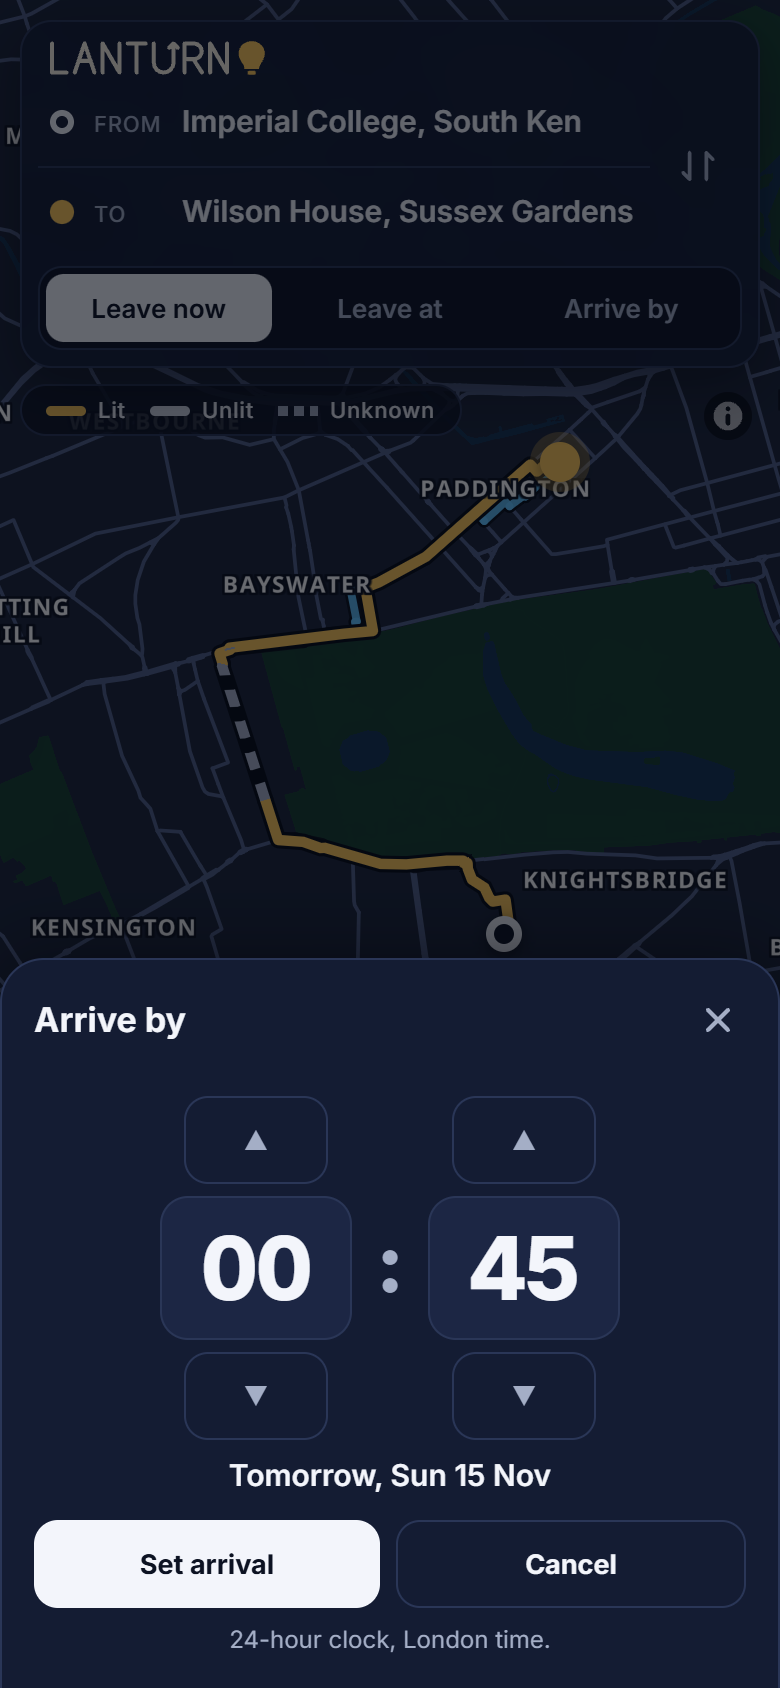 LANTURN
FROM Imperial College, South Ken
TO Wilson House, Sussex Gardens
Leave now Leave at Arrive by
Lit Unlit Unknown
WESTBOURNE
PADDINGTON
BAYSWATER
TTING
ILL
KNIGHTSBRIDGE
KENSINGTON
Arrive by
▲ ▲
00 : 45
▼ ▼
Tomorrow, Sun 15 Nov
Set arrival Cancel
24-hour clock, London time.